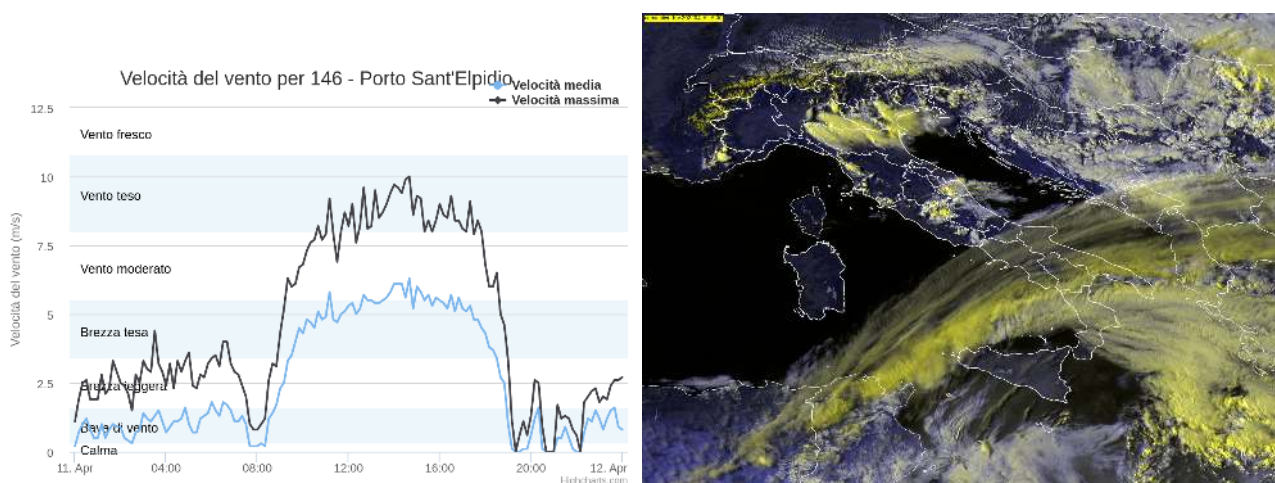 Velocità del vento per 146 - Porto Sant'Elpidio
Velocità media
Velocità massima
Velocità del vento (m/s)
12.5
10
7.5
5
2.5
0
Vento fresco
Vento teso
Vento moderato
Brezza tesa
Brezza leggera
Bava di vento
Calma
11. Apr
04:00
08:00
12:00
16:00
20:00
12. Apr
Highcharts.com